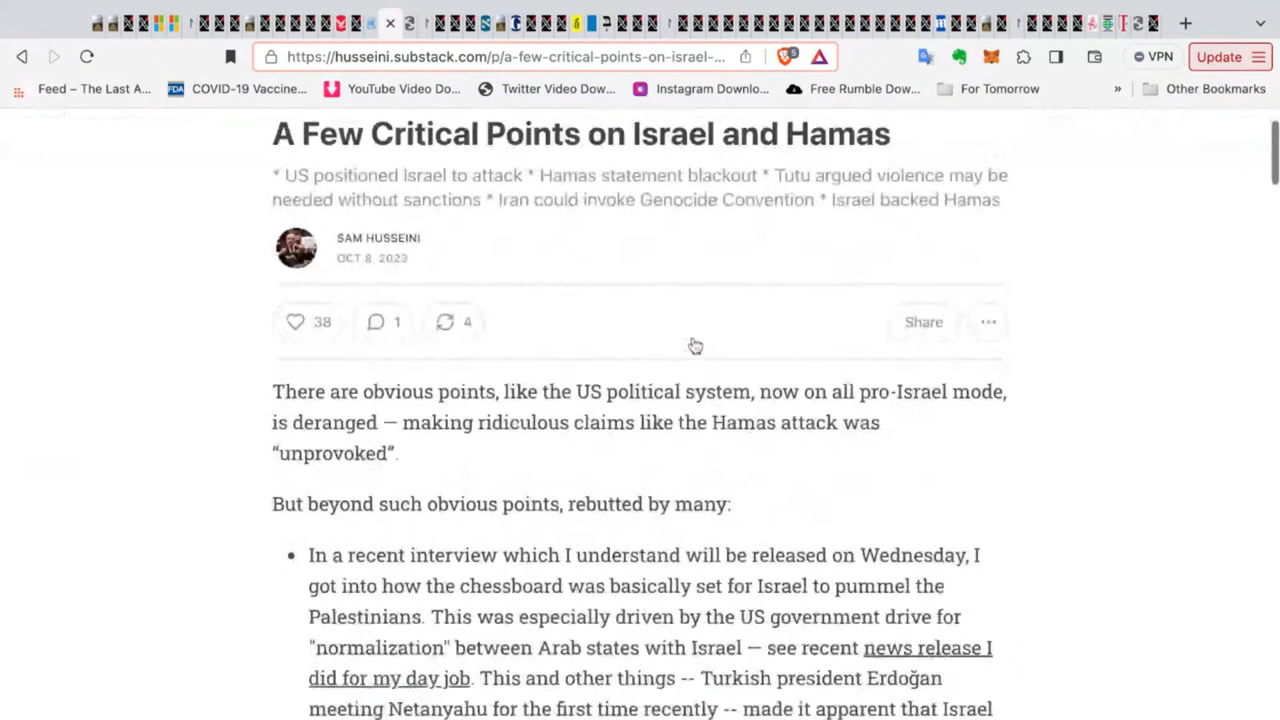 https://husseini.substack.com/p/a-few-critical-points-on-israel-...
5
VPN
Update
Feed – The Last A...
COVID-19 Vaccine...
YouTube Video Do...
Twitter Video Dow...
Instagram Downlo...
Free Rumble Dow...
For Tomorrow
»
Other Bookmarks
A Few Critical Points on Israel and Hamas
* US positioned Israel to attack * Hamas statement blackout * Tutu argued violence may be
needed without sanctions * Iran could invoke Genocide Convention * Israel backed Hamas
SAM HUSSEINI
OCT 8, 2023
38
1
4
Share
There are obvious points, like the US political system, now on all pro-Israel mode,
is deranged — making ridiculous claims like the Hamas attack was
“unprovoked”.
But beyond such obvious points, rebutted by many:
• In a recent interview which I understand will be released on Wednesday, I
got into how the chessboard was basically set for Israel to pummel the
Palestinians. This was especially driven by the US government drive for
"normalization" between Arab states with Israel — see recent news release I
did for my day job. This and other things -- Turkish president Erdoğan
meeting Netanyahu for the first time recently -- made it apparent that Israel